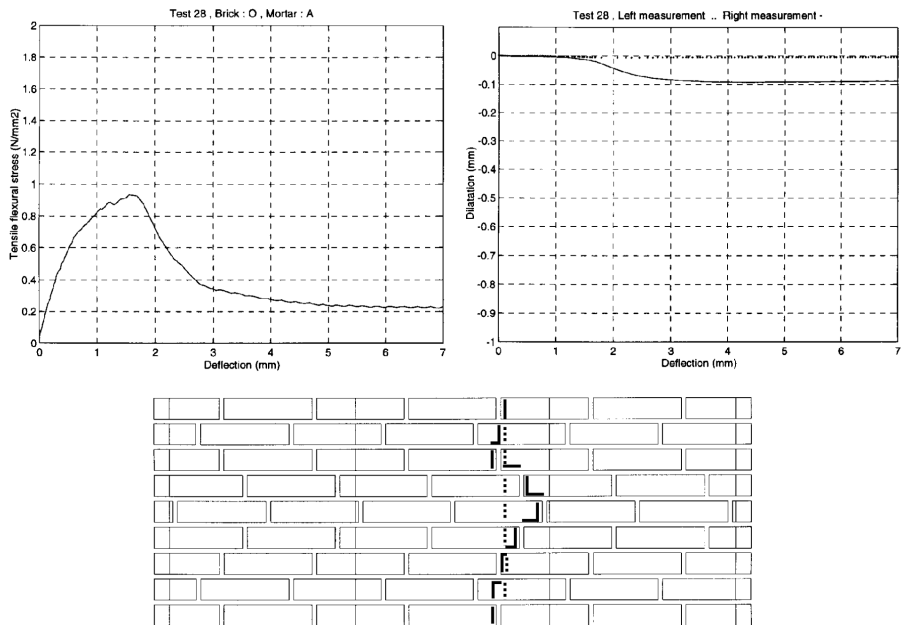 Test 28 , Brick : O , Mortar : A
Tensile flexural stress (N/mm2)
2
1.8
1.6
1.4
1.2
1
0.8
0.6
0.4
0.2
0
0 1 2 3 4 5 6 7
Deflection (mm)
Test 28 , Left measurement .. Right measurement -
Dilatation (mm)
0
-0.1
-0.3
-0.4
-0.5
-0.6
-0.7
-0.8
-0.9
-1
0 1 2 3 4 5 6 7
Deflection (mm)